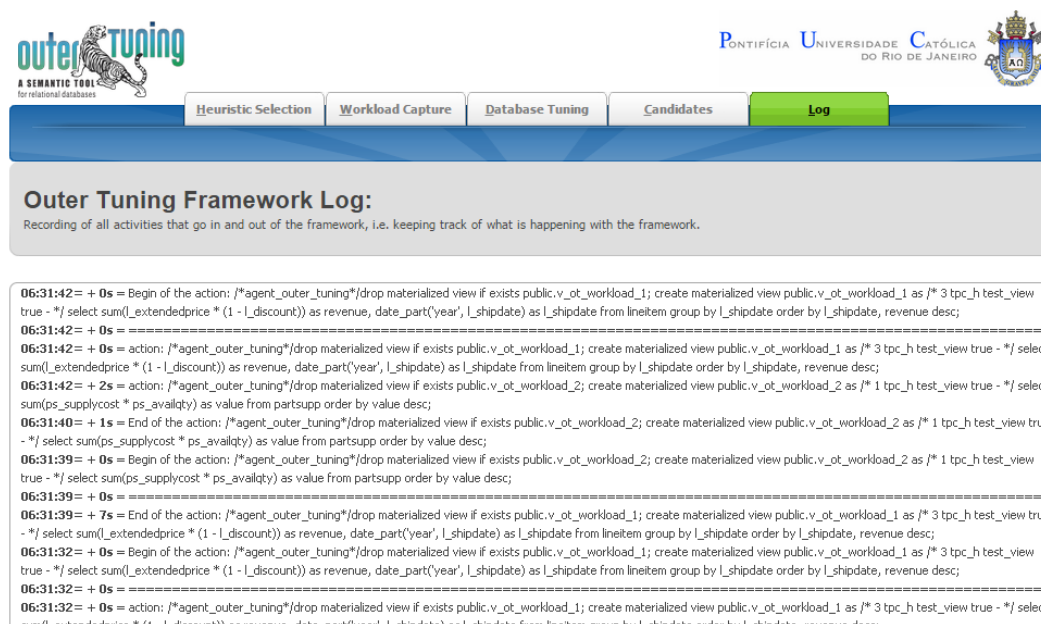 outer TUning
A SEMANTIC TOOL
for relational databases
PONTIFÍCIA UNIVERSIDADE CATÓLICA
DO RIO DE JANEIRO
Heuristic Selection
Workload Capture
Database Tuning
Candidates
Log
Outer Tuning Framework Log:
Recording of all activities that go in and out of the framework, i.e. keeping track of what is happening with the framework.
06:31:42= + 0s = Begin of the action: /*agent_outer_tuning*/drop materialized view if exists public.v_ot_workload_1; create materialized view public.v_ot_workload_1 as /* 3 tpc_h test_view
true - */ select sum(l_extendedprice * (1 - l_discount)) as revenue, date_part('year', l_shipdate) as l_shipdate from lineitem group by l_shipdate order by l_shipdate, revenue desc;
06:31:42= + 0s = ==========================================================================================
06:31:42= + 0s = action: /*agent_outer_tuning*/drop materialized view if exists public.v_ot_workload_1; create materialized view public.v_ot_workload_1 as /* 3 tpc_h test_view true - */ selec
sum(l_extendedprice * (1 - l_discount)) as revenue, date_part('year', l_shipdate) as l_shipdate from lineitem group by l_shipdate order by l_shipdate, revenue desc;
06:31:42= + 2s = action: /*agent_outer_tuning*/drop materialized view if exists public.v_ot_workload_2; create materialized view public.v_ot_workload_2 as /* 1 tpc_h test_view true - */ selec
sum(ps_supplycost * ps_availqty) as value from partsupp order by value desc;
06:31:40= + 1s = End of the action: /*agent_outer_tuning*/drop materialized view if exists public.v_ot_workload_2; create materialized view public.v_ot_workload_2 as /* 1 tpc_h test_view tru
- */ select sum(ps_supplycost * ps_availqty) as value from partsupp order by value desc;
06:31:39= + 0s = Begin of the action: /*agent_outer_tuning*/drop materialized view if exists public.v_ot_workload_2; create materialized view public.v_ot_workload_2 as /* 1 tpc_h test_view
true - */ select sum(ps_supplycost * ps_availqty) as value from partsupp order by value desc;
06:31:39= + 0s = ==========================================================================================
06:31:39= + 7s = End of the action: /*agent_outer_tuning*/drop materialized view if exists public.v_ot_workload_1; create materialized view public.v_ot_workload_1 as /* 3 tpc_h test_view tru
- */ select sum(l_extendedprice * (1 - l_discount)) as revenue, date_part('year', l_shipdate) as l_shipdate from lineitem group by l_shipdate order by l_shipdate, revenue desc;
06:31:32= + 0s = Begin of the action: /*agent_outer_tuning*/drop materialized view if exists public.v_ot_workload_1; create materialized view public.v_ot_workload_1 as /* 3 tpc_h test_view
true - */ select sum(l_extendedprice * (1 - l_discount)) as revenue, date_part('year', l_shipdate) as l_shipdate from lineitem group by l_shipdate order by l_shipdate, revenue desc;
06:31:32= + 0s = ==========================================================================================
06:31:32= + 0s = action: /*agent_outer_tuning*/drop materialized view if exists public.v_ot_workload_1; create materialized view public.v_ot_workload_1 as /* 3 tpc_h test_view true - */ selec